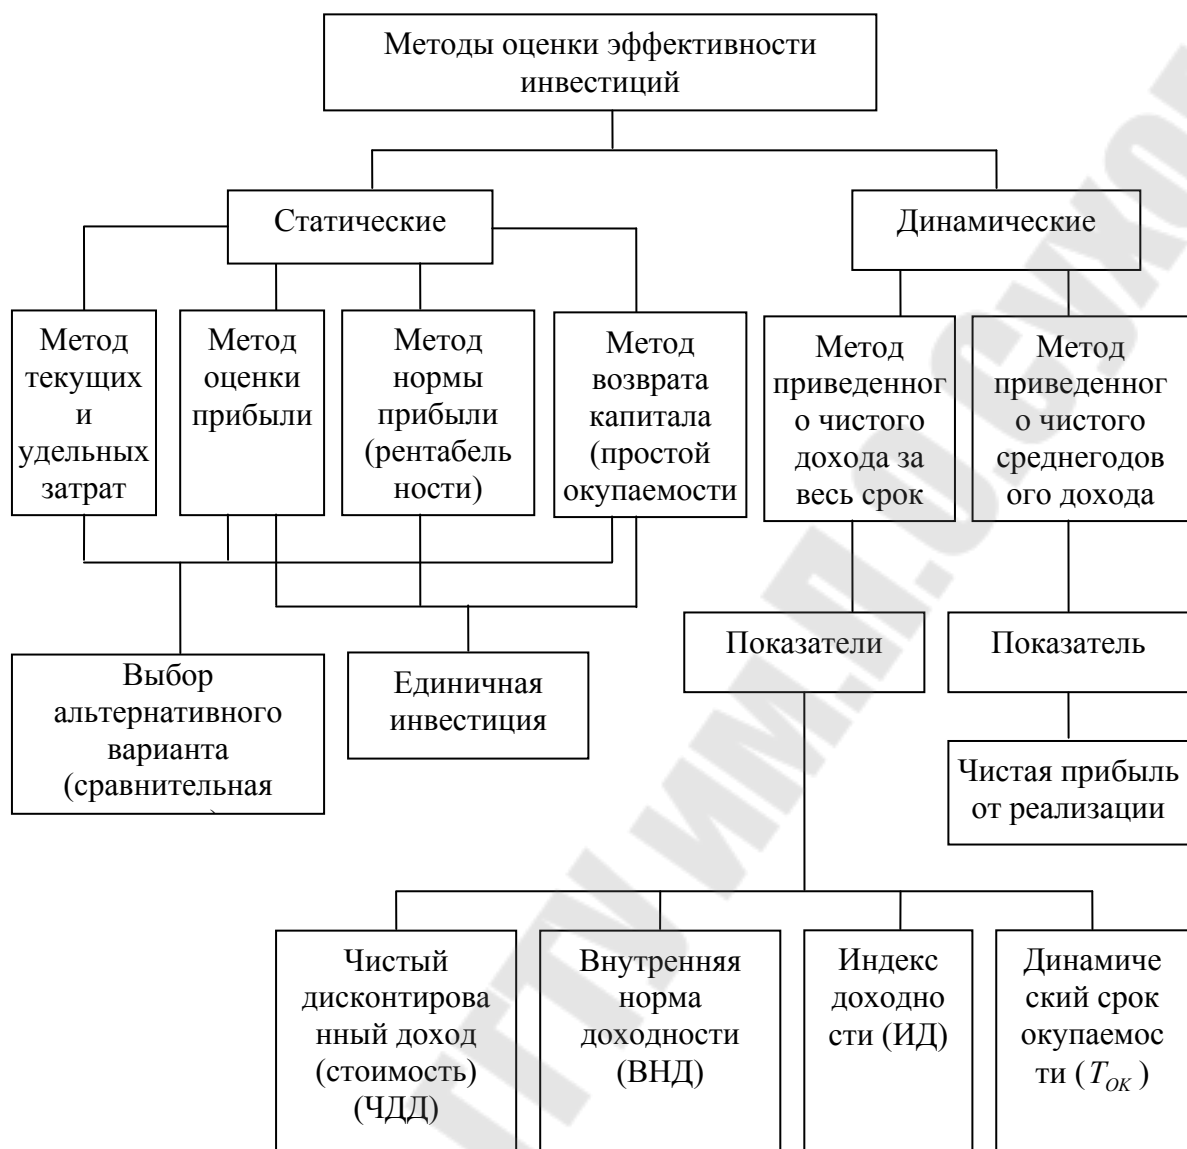 Методы оценки эффективности
инвестиций
Статические
Динамические
Метод
текущих
и
удельных
затрат
Метод
оценки
прибыли
Метод
нормы
прибыли
(рентабель
ности)
Метод
возврата
капитала
(простой
окупаемости
Метод
приведенног
о чистого
дохода за
весь срок
Метод
приведенног
о чистого
среднегодов
ого дохода
Показатели
Показатель
Выбор
альтернативного
варианта
(сравнительная
Единичная
инвестиция
Чистая прибыль
от реализации
Чистый
дисконтирова
нный доход
(стоимость)
(ЧДД)
Внутренняя
норма
доходности
(ВНД)
Индекс
доходно
сти (ИД)
Динамиче
ский срок
окупаемос
ти (T_OK)
ГГТУ ИМ.П.О.Сухо